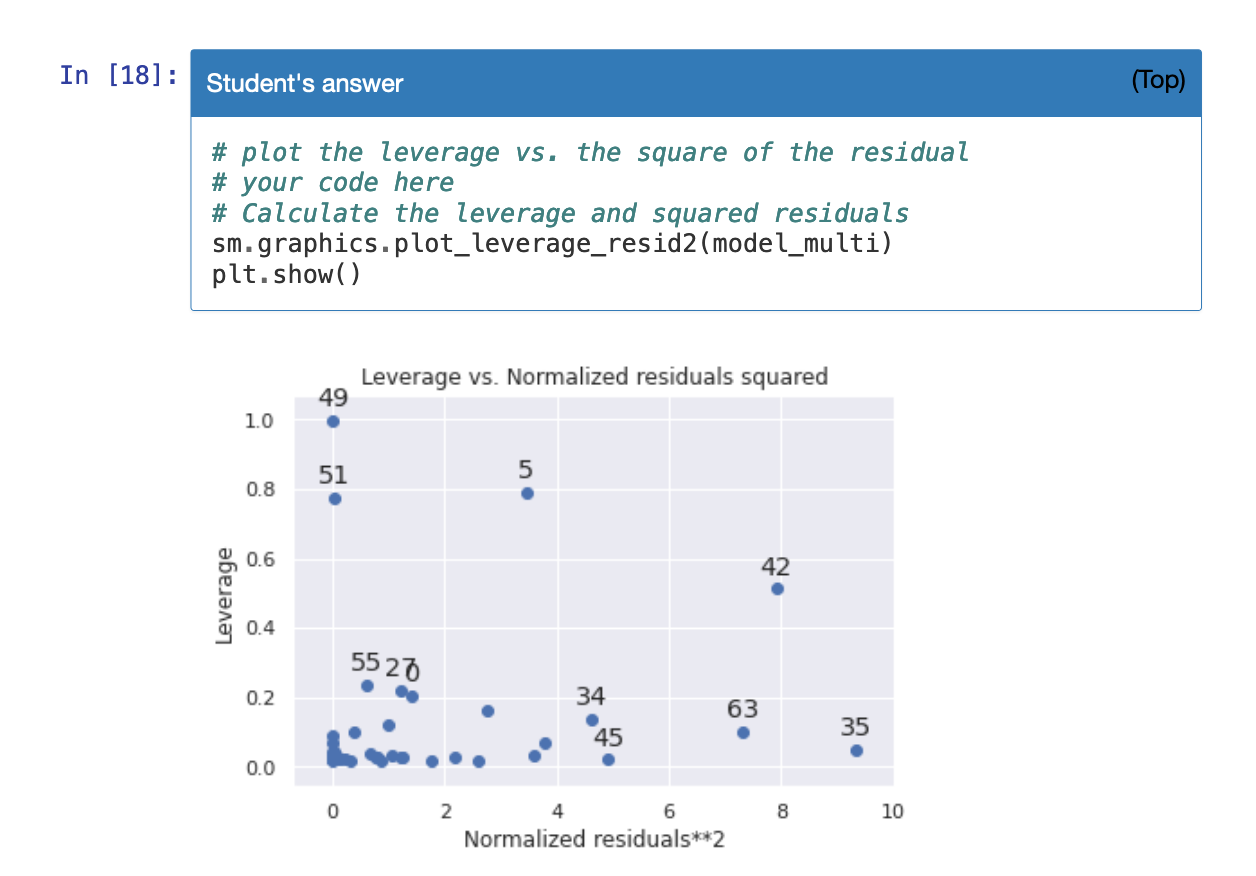 In [18]:
Student's answer
(Top)
# plot the leverage vs. the square of the residual
# your code here
# Calculate the leverage and squared residuals
sm.graphics.plot_leverage_resid2(model_multi)
plt.show()
Leverage vs. Normalized residuals squared
49
1.0
51
5
0.8
0.6
42
Leverage
0.4
55
27
0
0.2
34
63
45
35
0.0
0 2 4 6 8 10
Normalized residuals**2